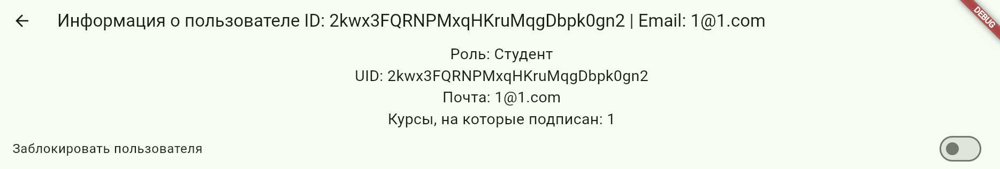 Информация о пользователе ID: 2kwx3FQRNPMxqHKruMqgDbpk0gn2 | Email: 1@1.com
DEBUG
Роль: Студент
UID: 2kwx3FQRNPMxqHKruMqgDbpk0gn2
Почта: 1@1.com
Курсы, на которые подписан: 1
Заблокировать пользователя